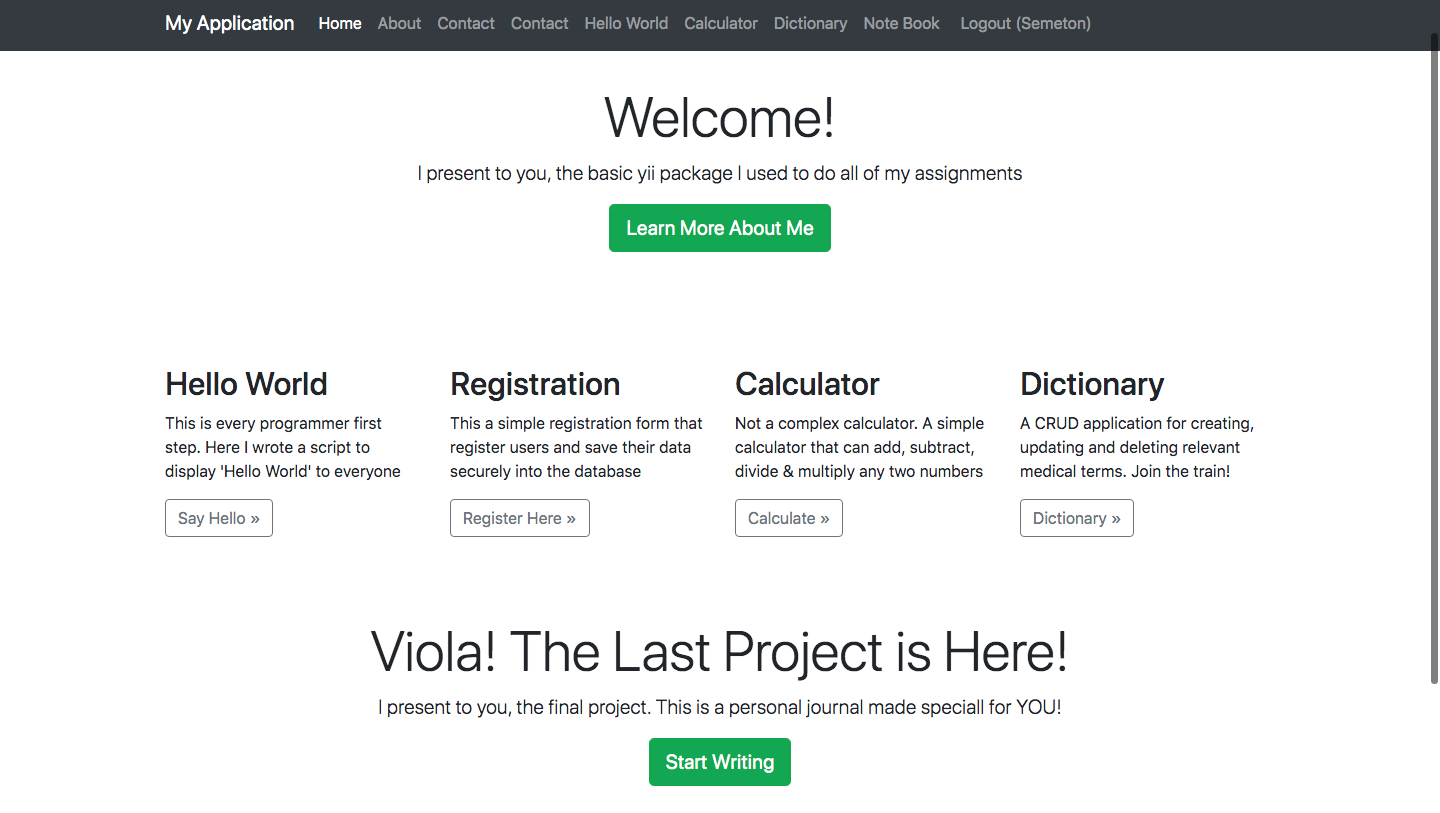 My Application Home About Contact Contact Hello World Calculator Dictionary Note Book Logout (Semeton)
Welcome!
I present to you, the basic yii package I used to do all of my assignments
Learn More About Me
Hello World
This is every programmer first
step. Here I wrote a script to
display 'Hello World' to everyone
Say Hello »
Registration
This a simple registration form that
register users and save their data
securely into the database
Register Here »
Calculator
Not a complex calculator. A simple
calculator that can add, subtract,
divide & multiply any two numbers
Calculate »
Dictionary
A CRUD application for creating,
updating and deleting relevant
medical terms. Join the train!
Dictionary »
Viola! The Last Project is Here!
I present to you, the final project. This is a personal journal made speciall for YOU!
Start Writing